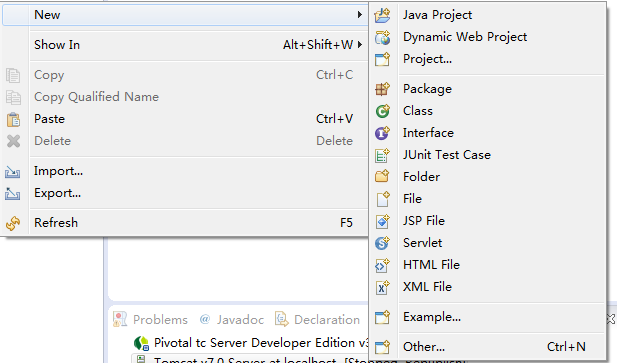 New
Show In Alt+Shift+W
Copy Ctrl+C
Copy Qualified Name
Paste Ctrl+V
Delete Delete
Import...
Export...
Refresh F5
Java Project
Dynamic Web Project
Project...
Package
Class
Interface
JUnit Test Case
Folder
File
JSP File
Servlet
HTML File
XML File
Example...
Other... Ctrl+N
Problems @ Javadoc Declaration
Pivotal tc Server Developer Edition v3
Tomcat v7.0 Server at localhost [Stopped, Republish]